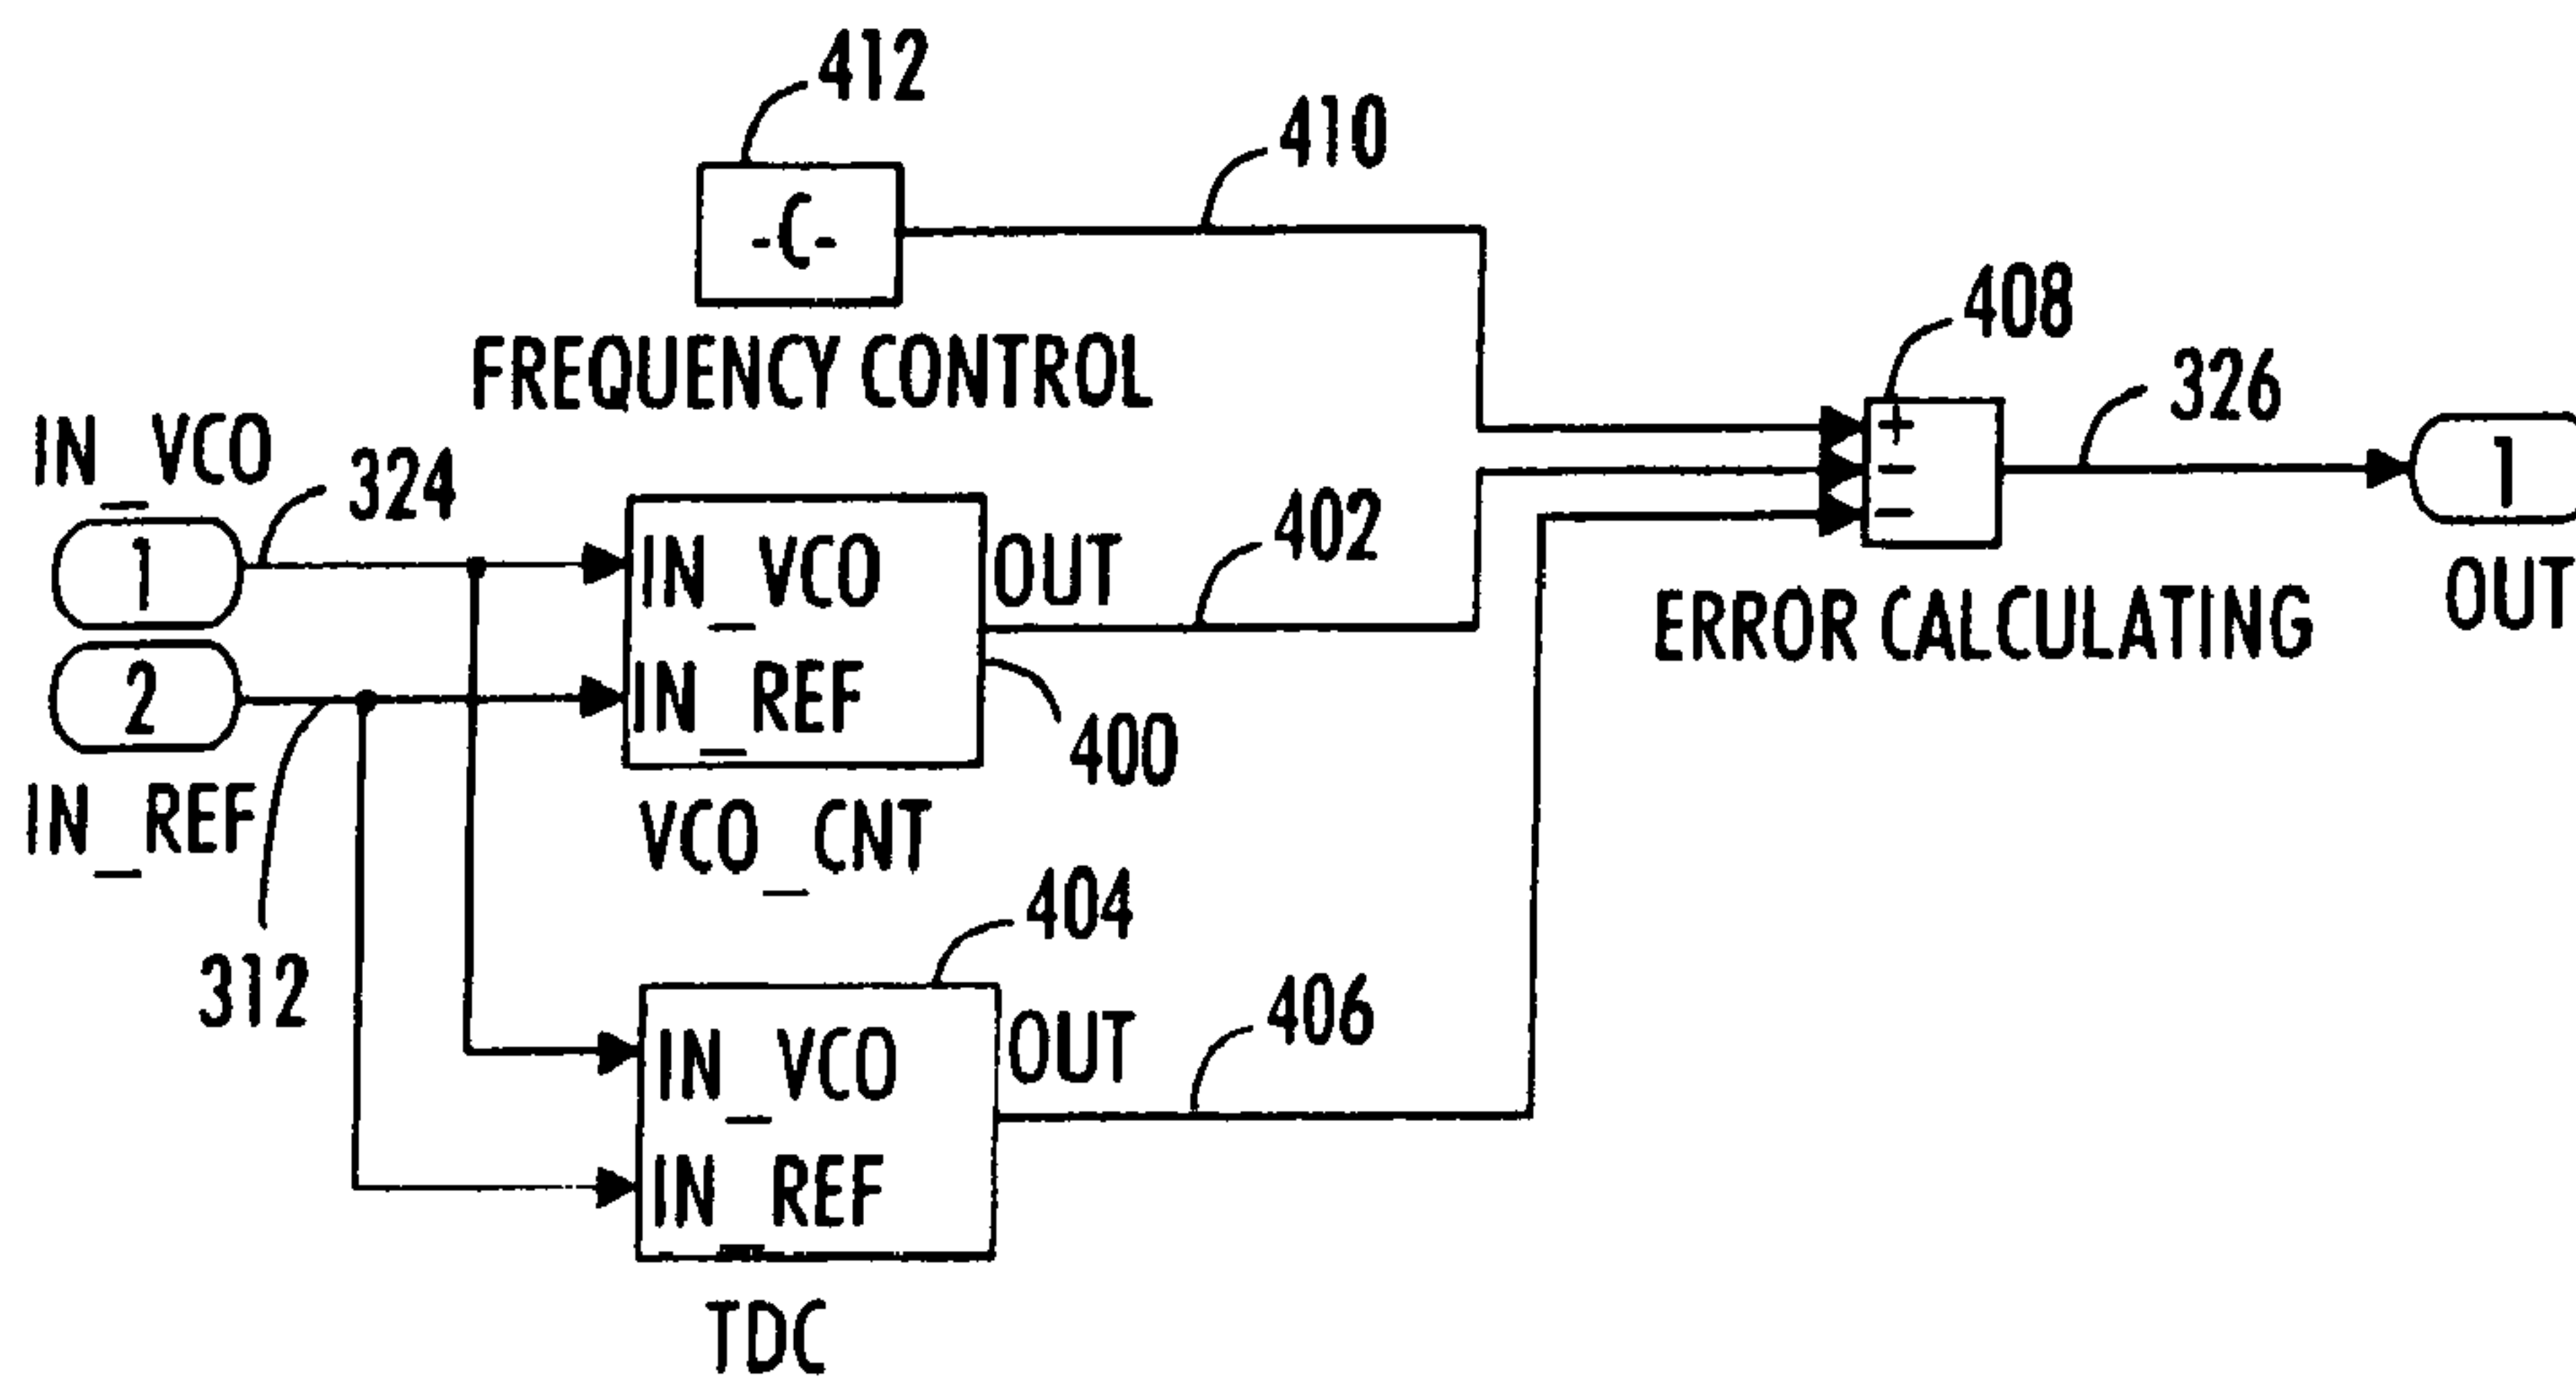 412
410
-C-
408
FREQUENCY CONTROL
326
IN_VCO
324
+
1
402
IN_VCO
OUT
1
2
IN_REF
ERROR CALCULATING
OUT
400
IN_REF
VCO_CNT
404
312
406
IN_VCO
OUT
IN_REF
TDC